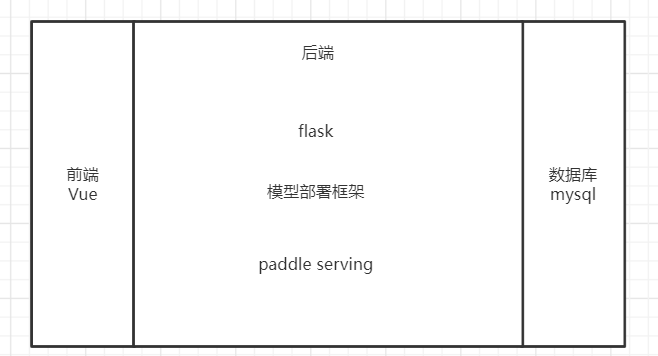 前端
Vue
后端
flask
模型部署框架
paddle serving
数据库
mysql